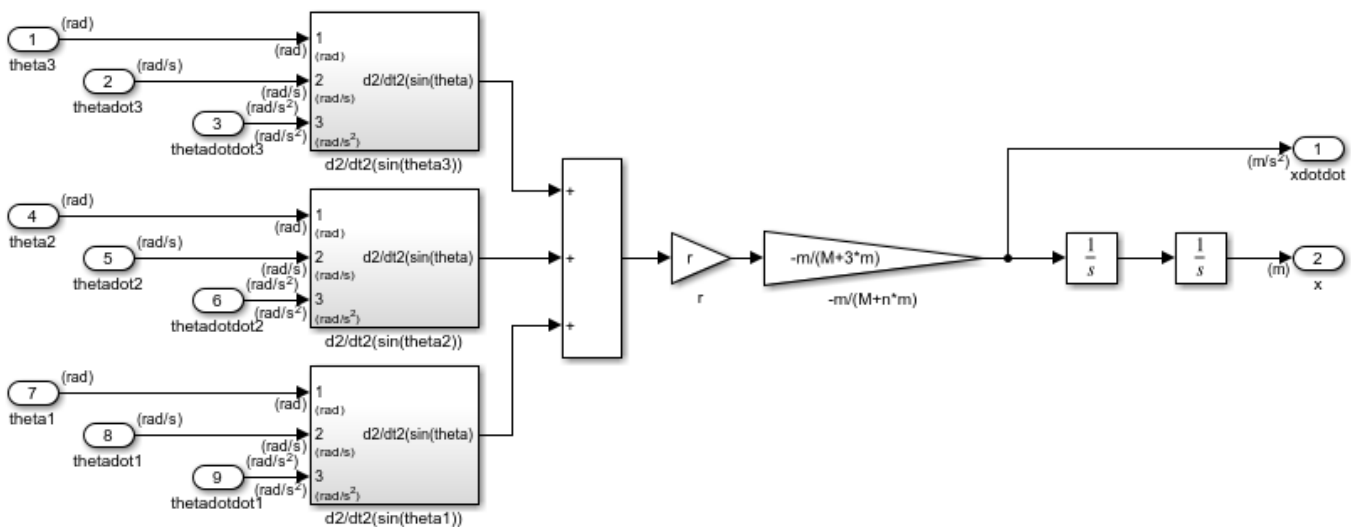 1
(rad)
theta3
2
(rad/s)
thetadot3
3
(rad/s²)
thetadotdot3
(rad)
(rad/s)
(rad/s²)
1
(rad)
2
(rad/s)
3
(rad/s²)
d2/dt2(sin(theta)
d2/dt2(sin(theta3))
4
(rad)
theta2
5
(rad/s)
thetadot2
6
(rad/s²)
thetadotdot2
(rad)
(rad/s)
(rad/s²)
1
(rad)
2
(rad/s)
3
(rad/s²)
d2/dt2(sin(theta)
d2/dt2(sin(theta2))
7
(rad)
theta1
8
(rad/s)
thetadot1
9
(rad/s²)
thetadotdot1
(rad)
(rad/s)
(rad/s²)
1
(rad)
2
(rad/s)
3
(rad/s²)
d2/dt2(sin(theta)
d2/dt2(sin(theta1))
+
+
+
r
r
-m/(M+3*m)
-m/(M+n*m)
1
s
1
s
(m/s²)
1
xdotdot
(m)
2
x